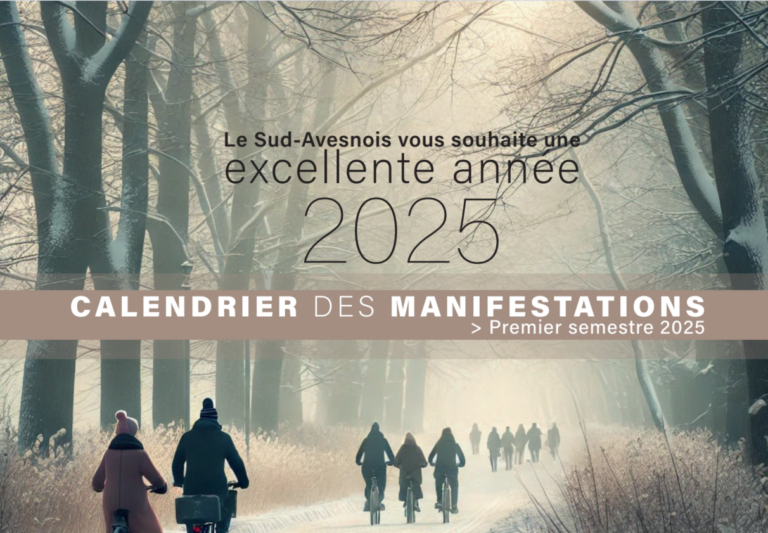 Le Sud-Avesnois vous souhaite une
excellente année
2025
CALENDRIER DES MANIFESTATIONS
> Premier semestre 2025